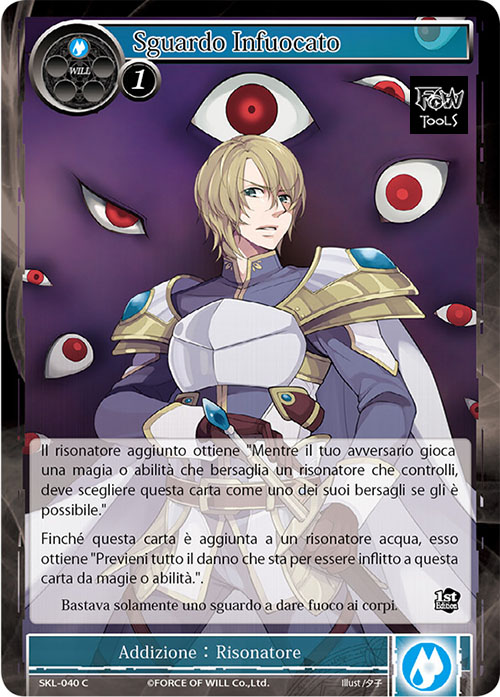 Sguardo Infuocato
WILL
1
FoW
TOOLS
Il risonatore aggiunto ottiene "Mentre il tuo avversario gioca
una magia o abilità che bersaglia un risonatore che controlli,
deve scegliere questa carta come uno dei suoi bersagli se gli è
possibile."
Finché questa carta è aggiunta a un risonatore acqua, esso
ottiene "Previeni tutto il danno che sta per essere inflitto a questa
carta da magie o abilità.".
Bastava solamente uno sguardo a dare fuoco ai corpi.
1st
Edition
Addizione : Risonatore
SKL-040 C ©FORCE OF WILL Co.,Ltd. Illust /夕子